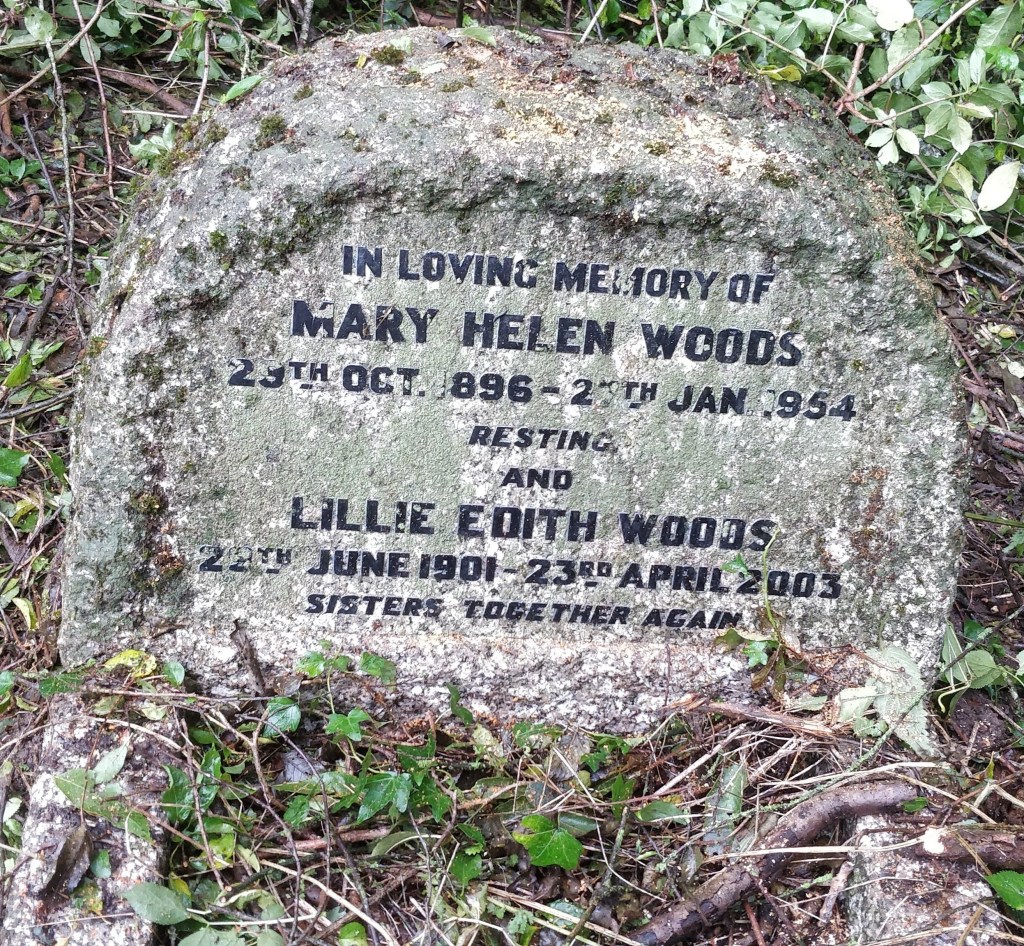 IN LOVING MEMORY OF
MARY HELEN WOODS
OCT. 1896 - JAN. 1954
RESTING
AND
LILLIE EDITH WOODS
22TH JUNE 1901 - 23RD APRIL 2003
SISTERS TOGETHER AGAIN